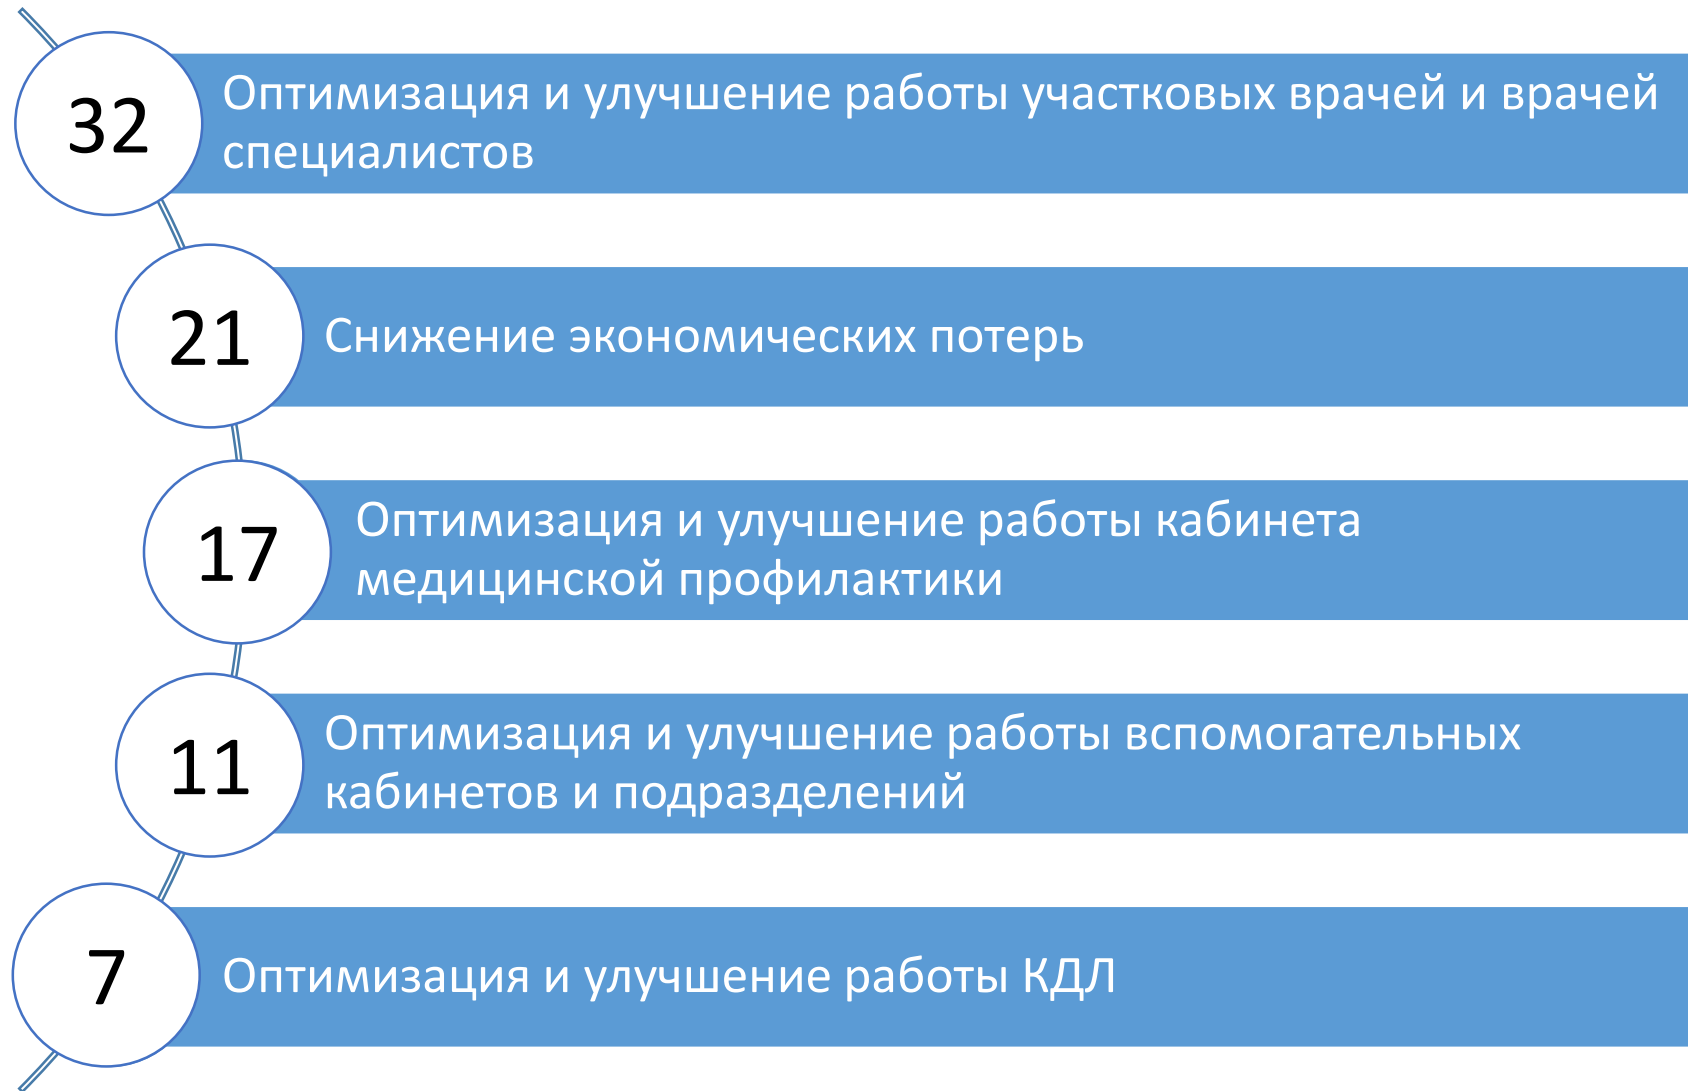 32
Оптимизация и улучшение работы участковых врачей и врачей
специалистов
21
Снижение экономических потерь
17
Оптимизация и улучшение работы кабинета
медицинской профилактики
11
Оптимизация и улучшение работы вспомогательных
кабинетов и подразделений
7
Оптимизация и улучшение работы КДЛ